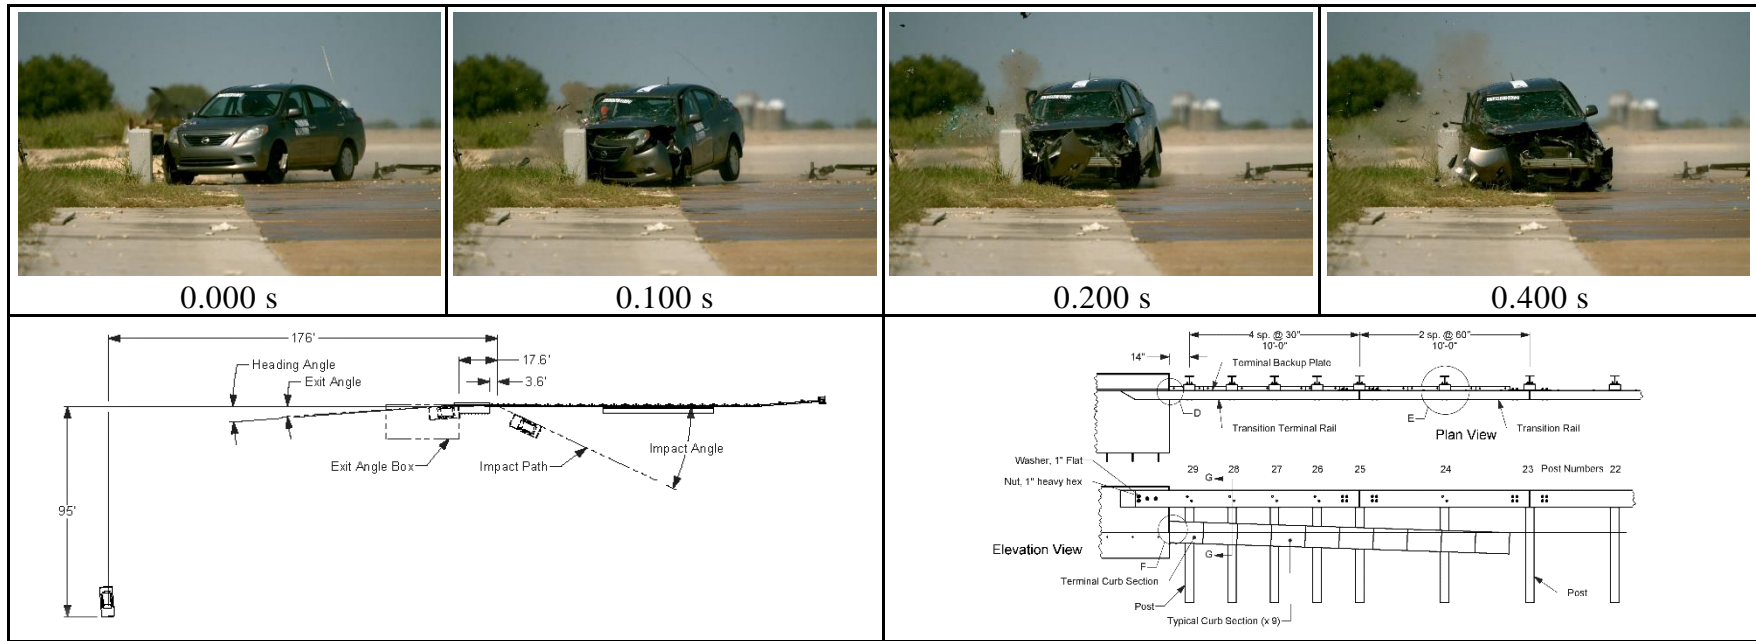 0.000 s
0.100 s
0.200 s
0.400 s
176'
17.6'
3.6'
Heading Angle
Exit Angle
Impact Angle
Exit Angle Box
Impact Path
95'
4 sp. @ 30"
10'-0"
2 sp. @ 60"
10'-0"
14"
Terminal Backup Plate
D
E
Transition Terminal Rail
Plan View
Transition Rail
Washer, 1" Flat
Nut, 1" heavy hex
29 28 27 26 25 24 23 Post Numbers 22
G
Elevation View
G
F
Terminal Curb Section
Post
Post
Typical Curb Section (x 9)